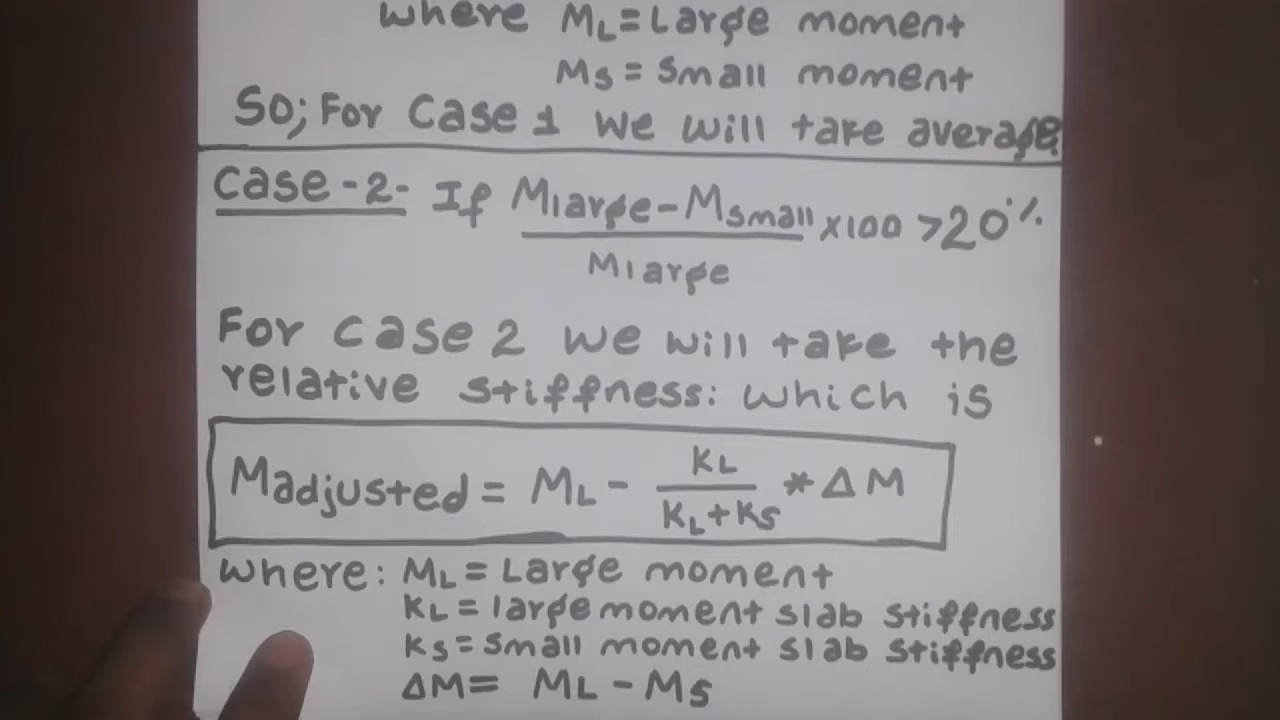 where ML = Large moment
Ms = Small moment
So; For Case 1 we will take average.
Case -2- If Mlarge - Msmall x100 > 20%
Mlarge
For case 2 we will take the
relative stiffness: which is
Madjusted = ML - KL / KL + KS * ΔM
where: ML = Large moment
KL = large moment slab stiffness
KS = Small moment slab stiffness
ΔM = ML - MS